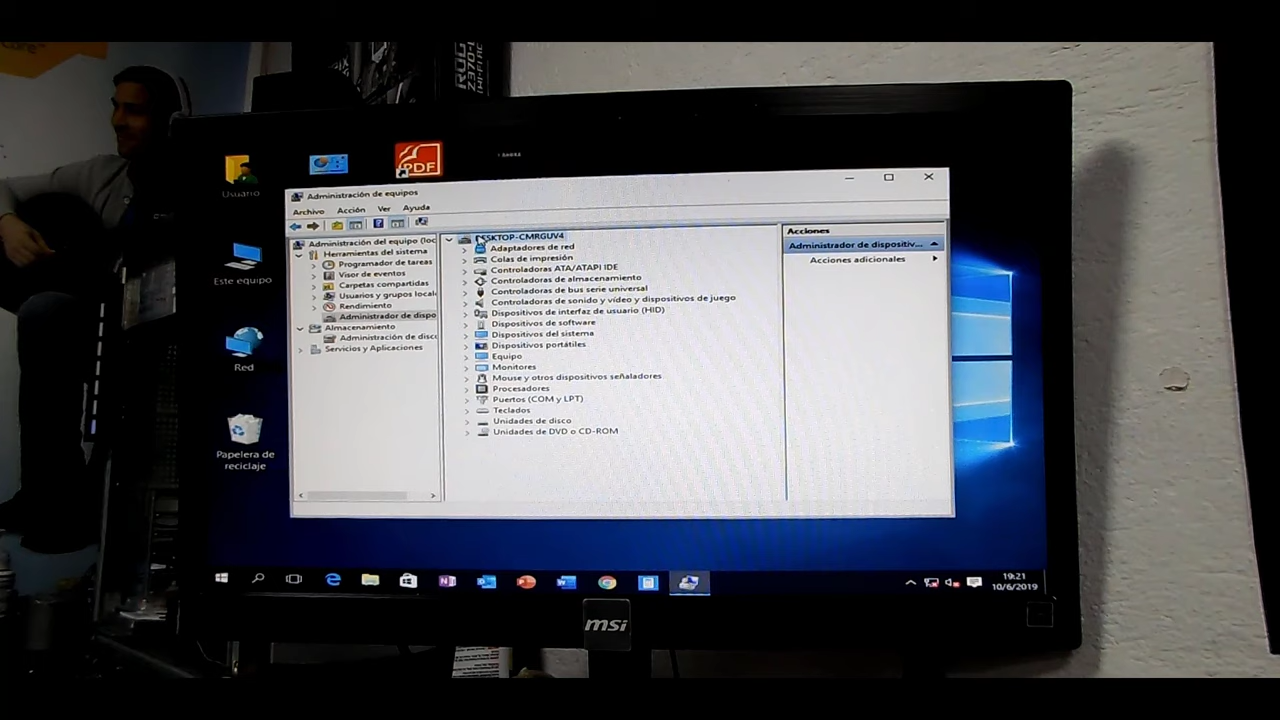 Care™
ROG
Z370-
WI-FI AC
Usuario
PDF
Administración de equipos
Archivo Acción Ver Ayuda
Administración del equipo (loc
Herramientas del sistema
Programador de tareas
Visor de eventos
Carpetas compartidas
Usuarios y grupos local
Rendimiento
Administrador de dispo
Almacenamiento
Administración de disc
Servicios y Aplicaciones
DESKTOP-CMRGUV4
Adaptadores de red
Colas de impresión
Controladoras ATA/ATAPI IDE
Controladoras de almacenamiento
Controladoras de bus serie universal
Controladoras de sonido y vídeo y dispositivos de juego
Dispositivos de interfaz de usuario (HID)
Dispositivos de software
Dispositivos del sistema
Dispositivos portátiles
Equipo
Monitores
Mouse y otros dispositivos señaladores
Procesadores
Puertos (COM y LPT)
Teclados
Unidades de disco
Unidades de DVD o CD-ROM
Acciones
Administrador de dispositiv...
Acciones adicionales
Este equipo
Red
Papelera de
reciclaje
19:21
10/6/2019
msi